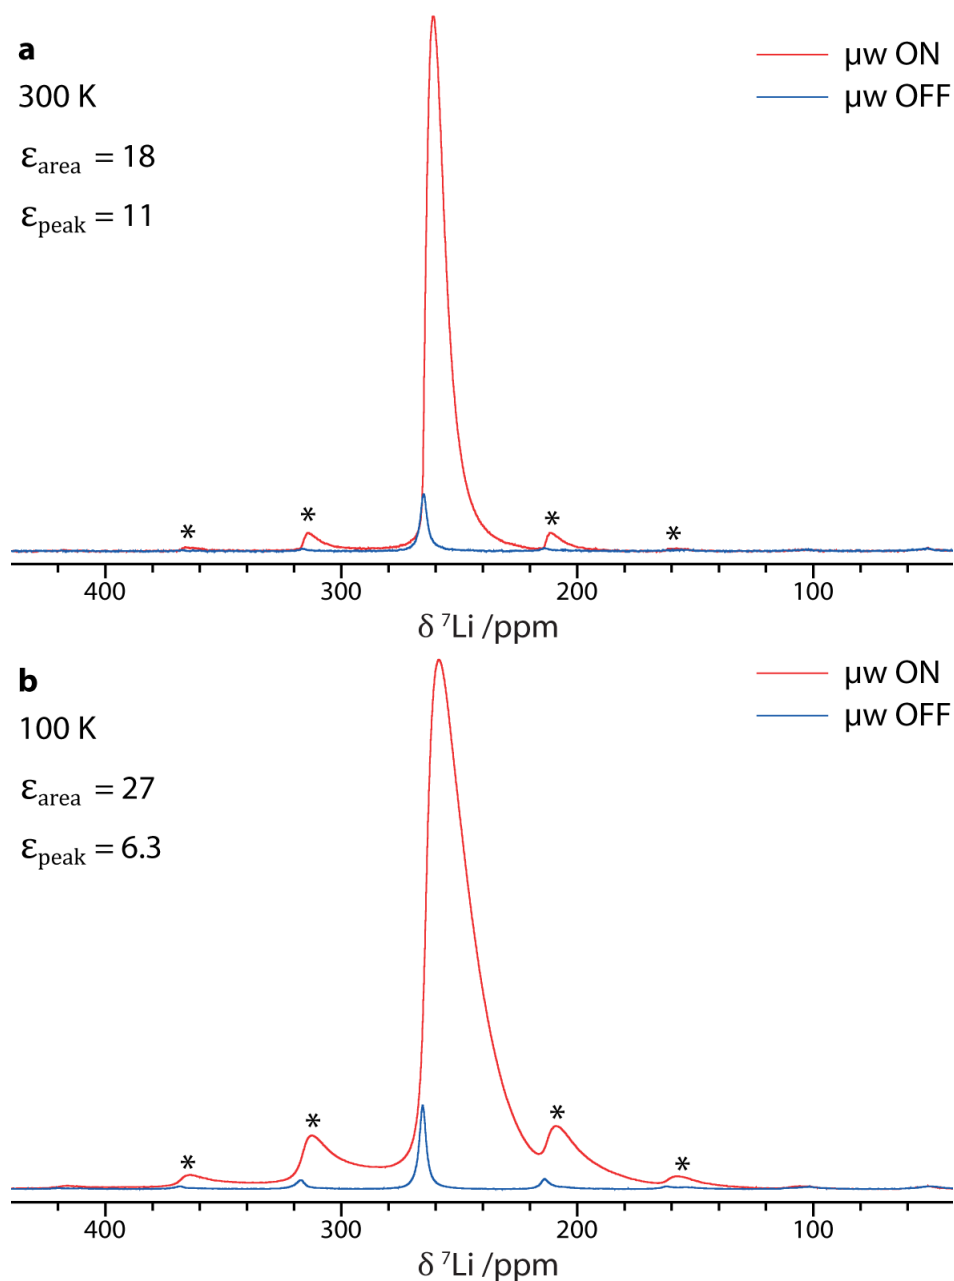 a
300 K
εarea = 18
εpeak = 11
μw ON
μw OFF
* * * *
400 300 200 100
δ ⁷Li /ppm
b
100 K
εarea = 27
εpeak = 6.3
μw ON
μw OFF
* * * *
400 300 200 100
δ ⁷Li /ppm